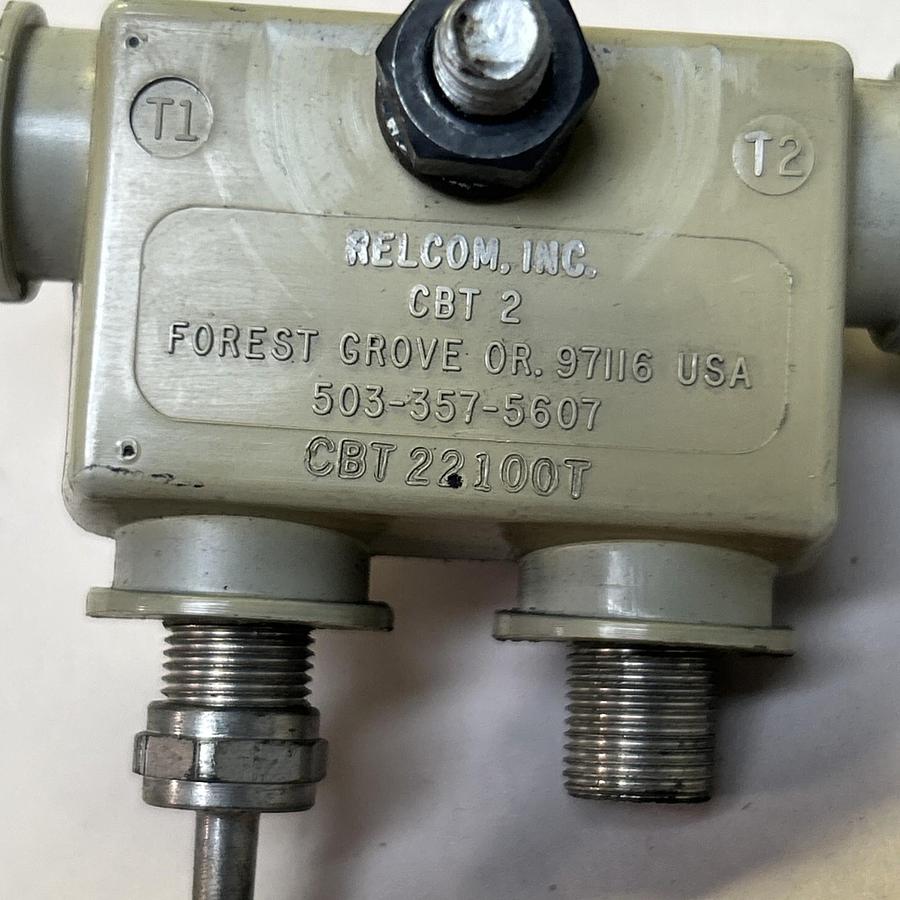 T1
T2
RELCOM, INC.
CBT 2
FOREST GROVE OR. 97116 USA
503-357-5607
CBT 22100T